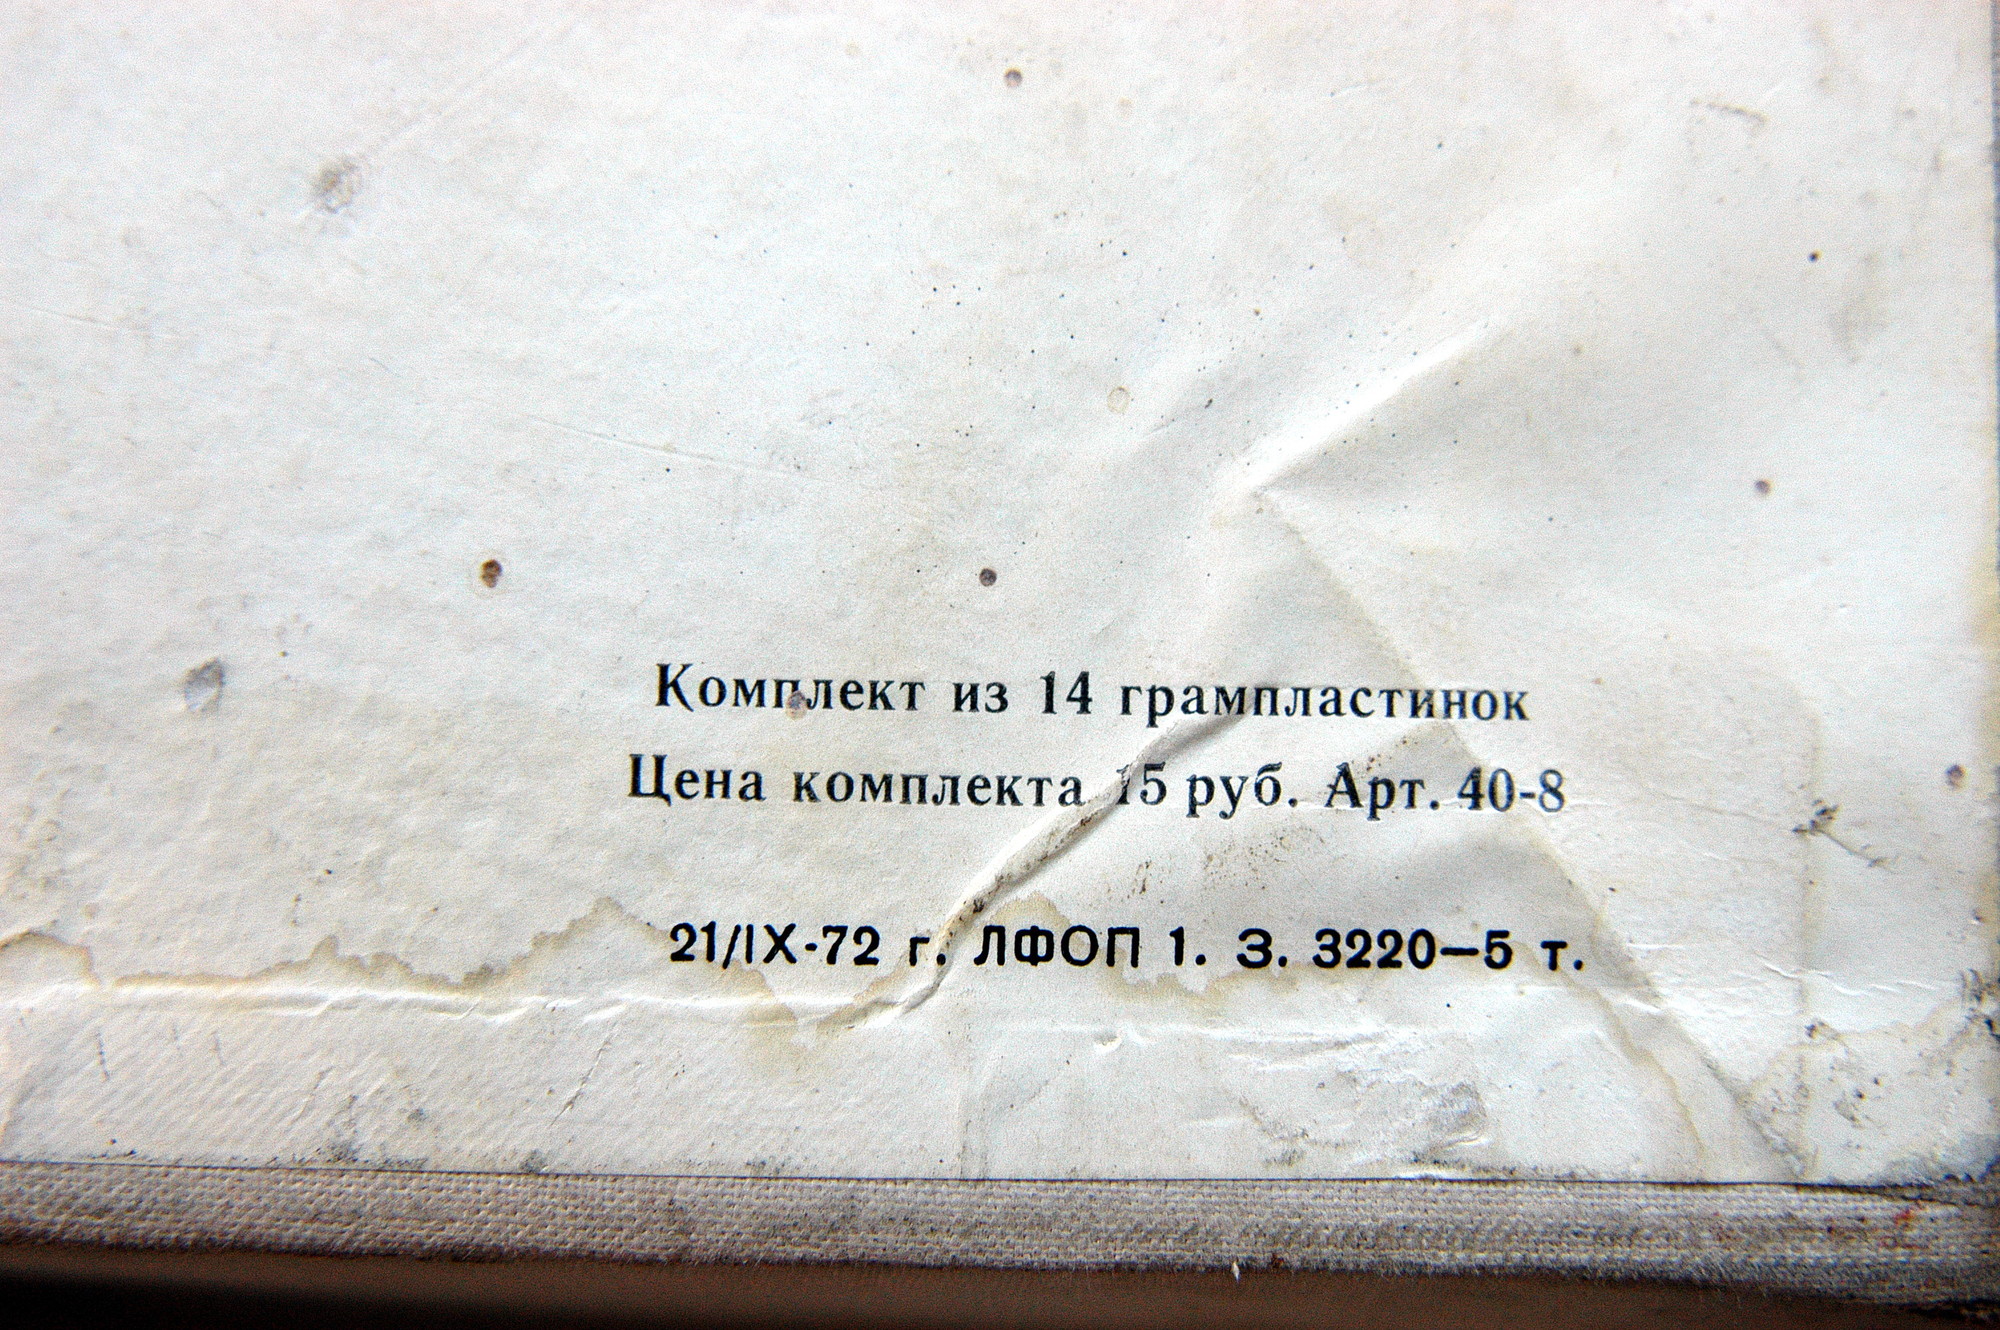 Комплект из 14 грампластинок
Цена комплекта 15 руб. Арт. 40-8
21/IX-72 г. ЛФОП 1. З. 3220—5 т.